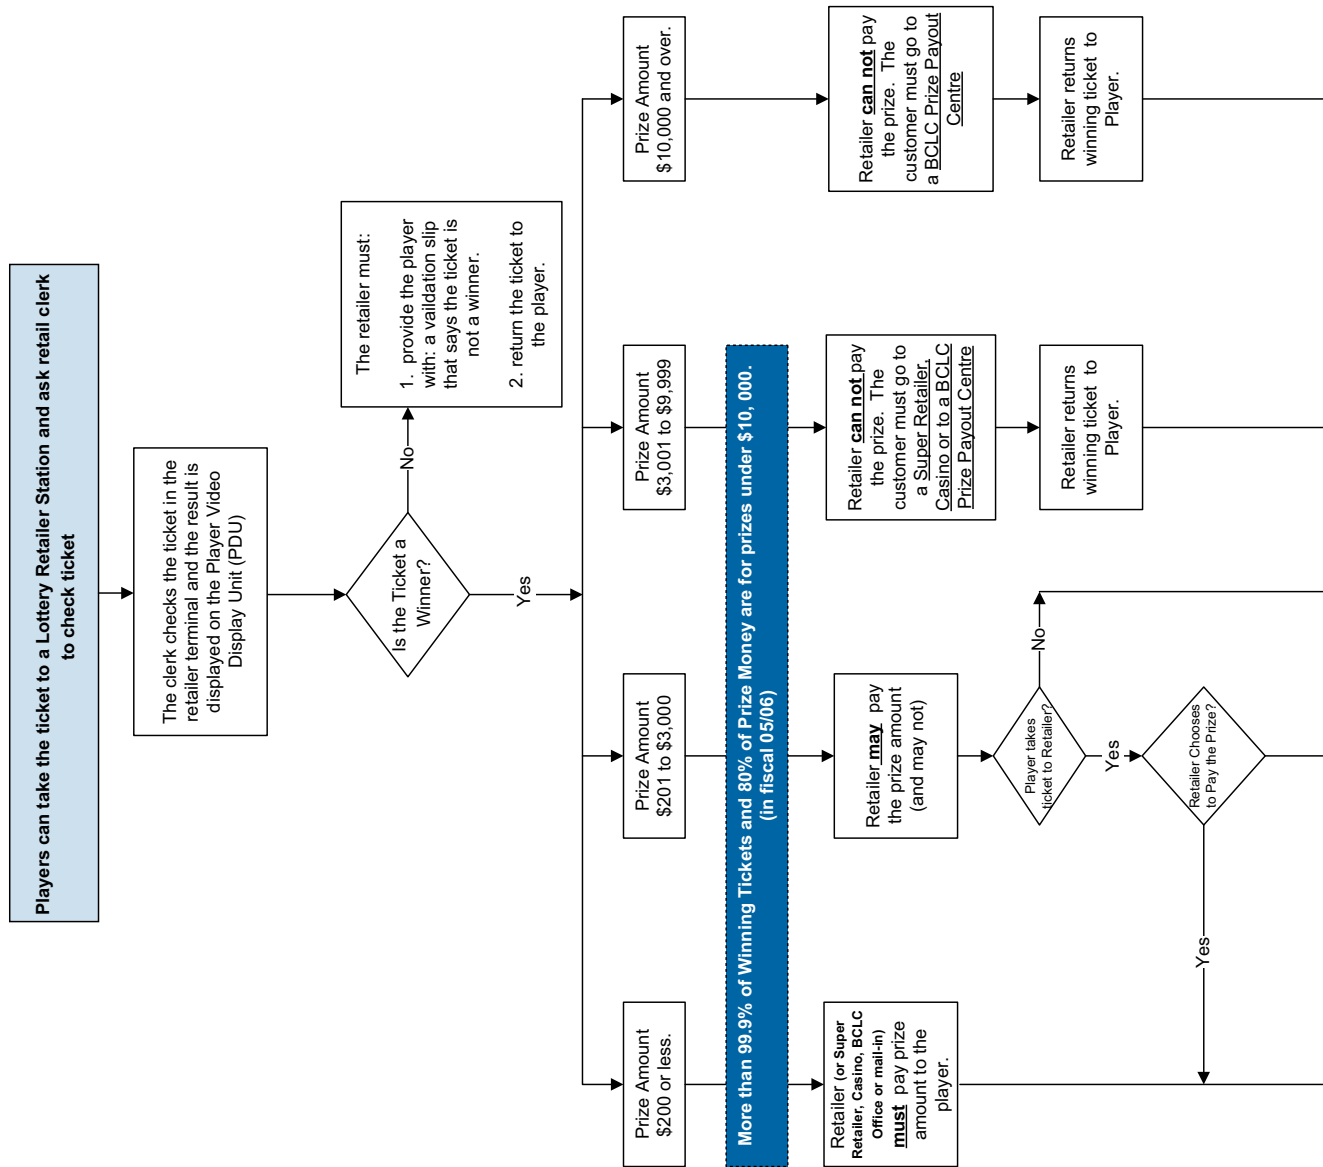 Players can take the ticket to a Lottery Retailer Station and ask retail clerk
to check ticket
The clerk checks the ticket in the
retailer terminal and the result is
displayed on the Player Video
Display Unit (PDU)
Is the Ticket a
Winner?
No
The retailer must:
1. provide the player
with: a vaildation slip
that says the ticket is
not a winner.
2. return the ticket to
the player.
Yes
Prize Amount
$200 or less.
Prize Amount
$201 to $3,000
Prize Amount
$3,001 to $9,999
Prize Amount
$10,000 and over.
More than 99.9% of Winning Tickets and 80% of Prize Money are for prizes under $10, 000.
(in fiscal 05/06)
Retailer (or Super
Retailer, Casino, BCLC
Office or mail-in)
must pay prize
amount to the
player.
Retailer may pay
the prize amount
(and may not)
Retailer can not pay
the prize. The
customer must go to
a Super Retailer,
Casino or to a BCLC
Prize Payout Centre
Retailer can not pay
the prize. The
customer must go to
a BCLC Prize Payout
Centre
Player takes
ticket to Retailer?
No
Yes
Retailer returns
winning ticket to
Player.
Retailer returns
winning ticket to
Player.
Retailer Chooses
to Pay the Prize?
Yes